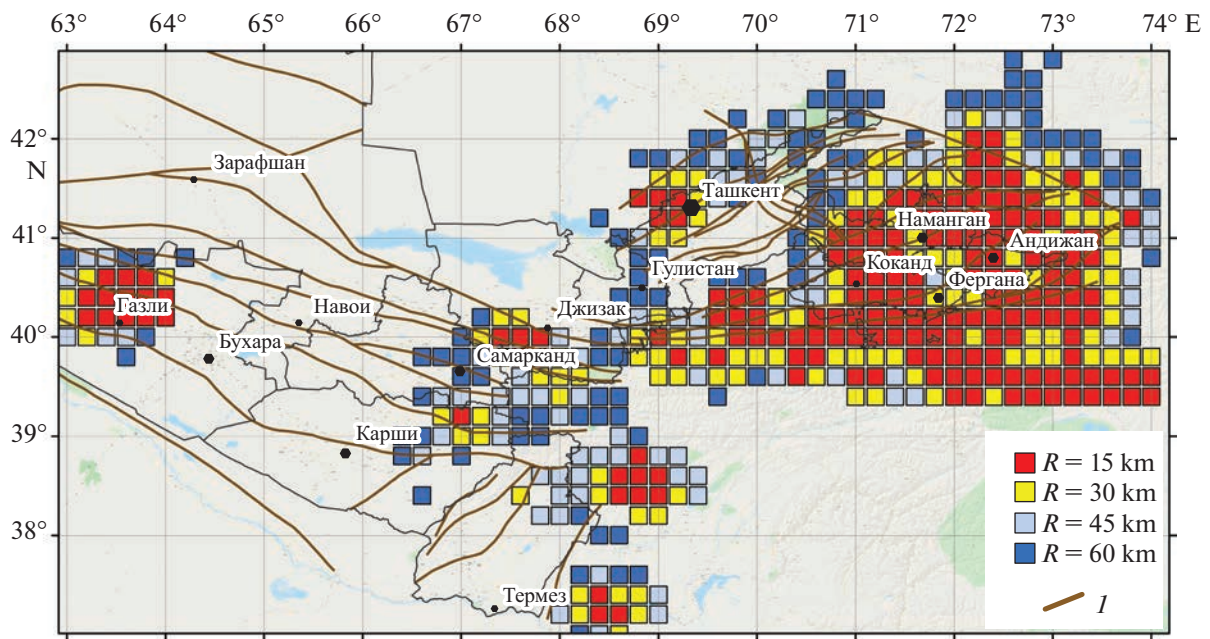 63° 64° 65° 66° 67° 68° 69° 70° 71° 72° 73° 74° E
42°
N
Зарафшан
Ташкент
41°
Наманган
Андижан
Гулистан
Коканд
Фергана
Газли
Навои
Джизак
40°
Бухара
Самарканд
39°
Карши
R = 15 km
R = 30 km
R = 45 km
38°
R = 60 km
Термез
1